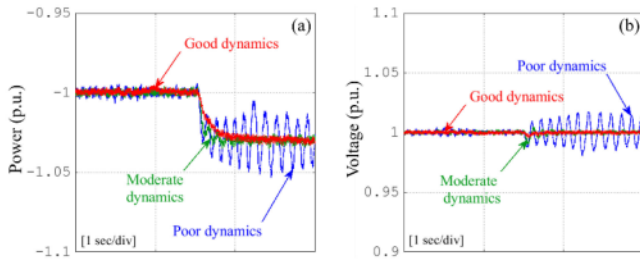 -0.95
(a)
Good dynamics
Power (p.u.)
-1
-1.05
Moderate
dynamics
Poor dynamics
[1 sec/div]
-1.1
1.1
(b)
Poor dynamics
1.05
Good dynamics
Voltage (p.u.)
1
0.95
Moderate
dynamics
[1 sec/div]
0.9